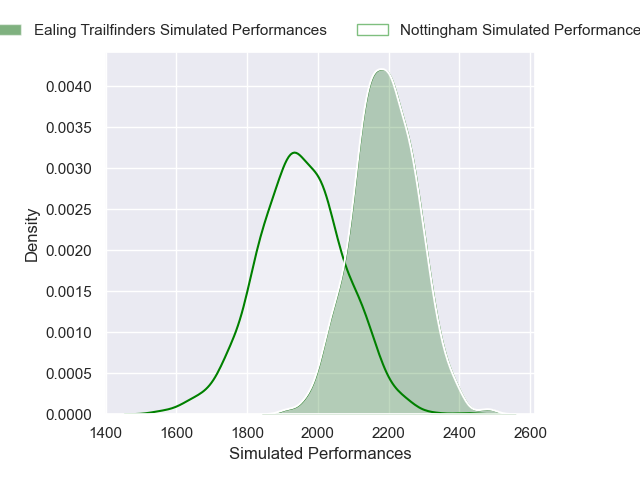 Ealing Trailfinders Simulated Performances
Nottingham Simulated Performance
0.0040
0.0035
0.0030
0.0025
0.0020
0.0015
0.0010
0.0005
0.0000
Density
1400 1600 1800 2000 2200 2400 2600
Simulated Performances